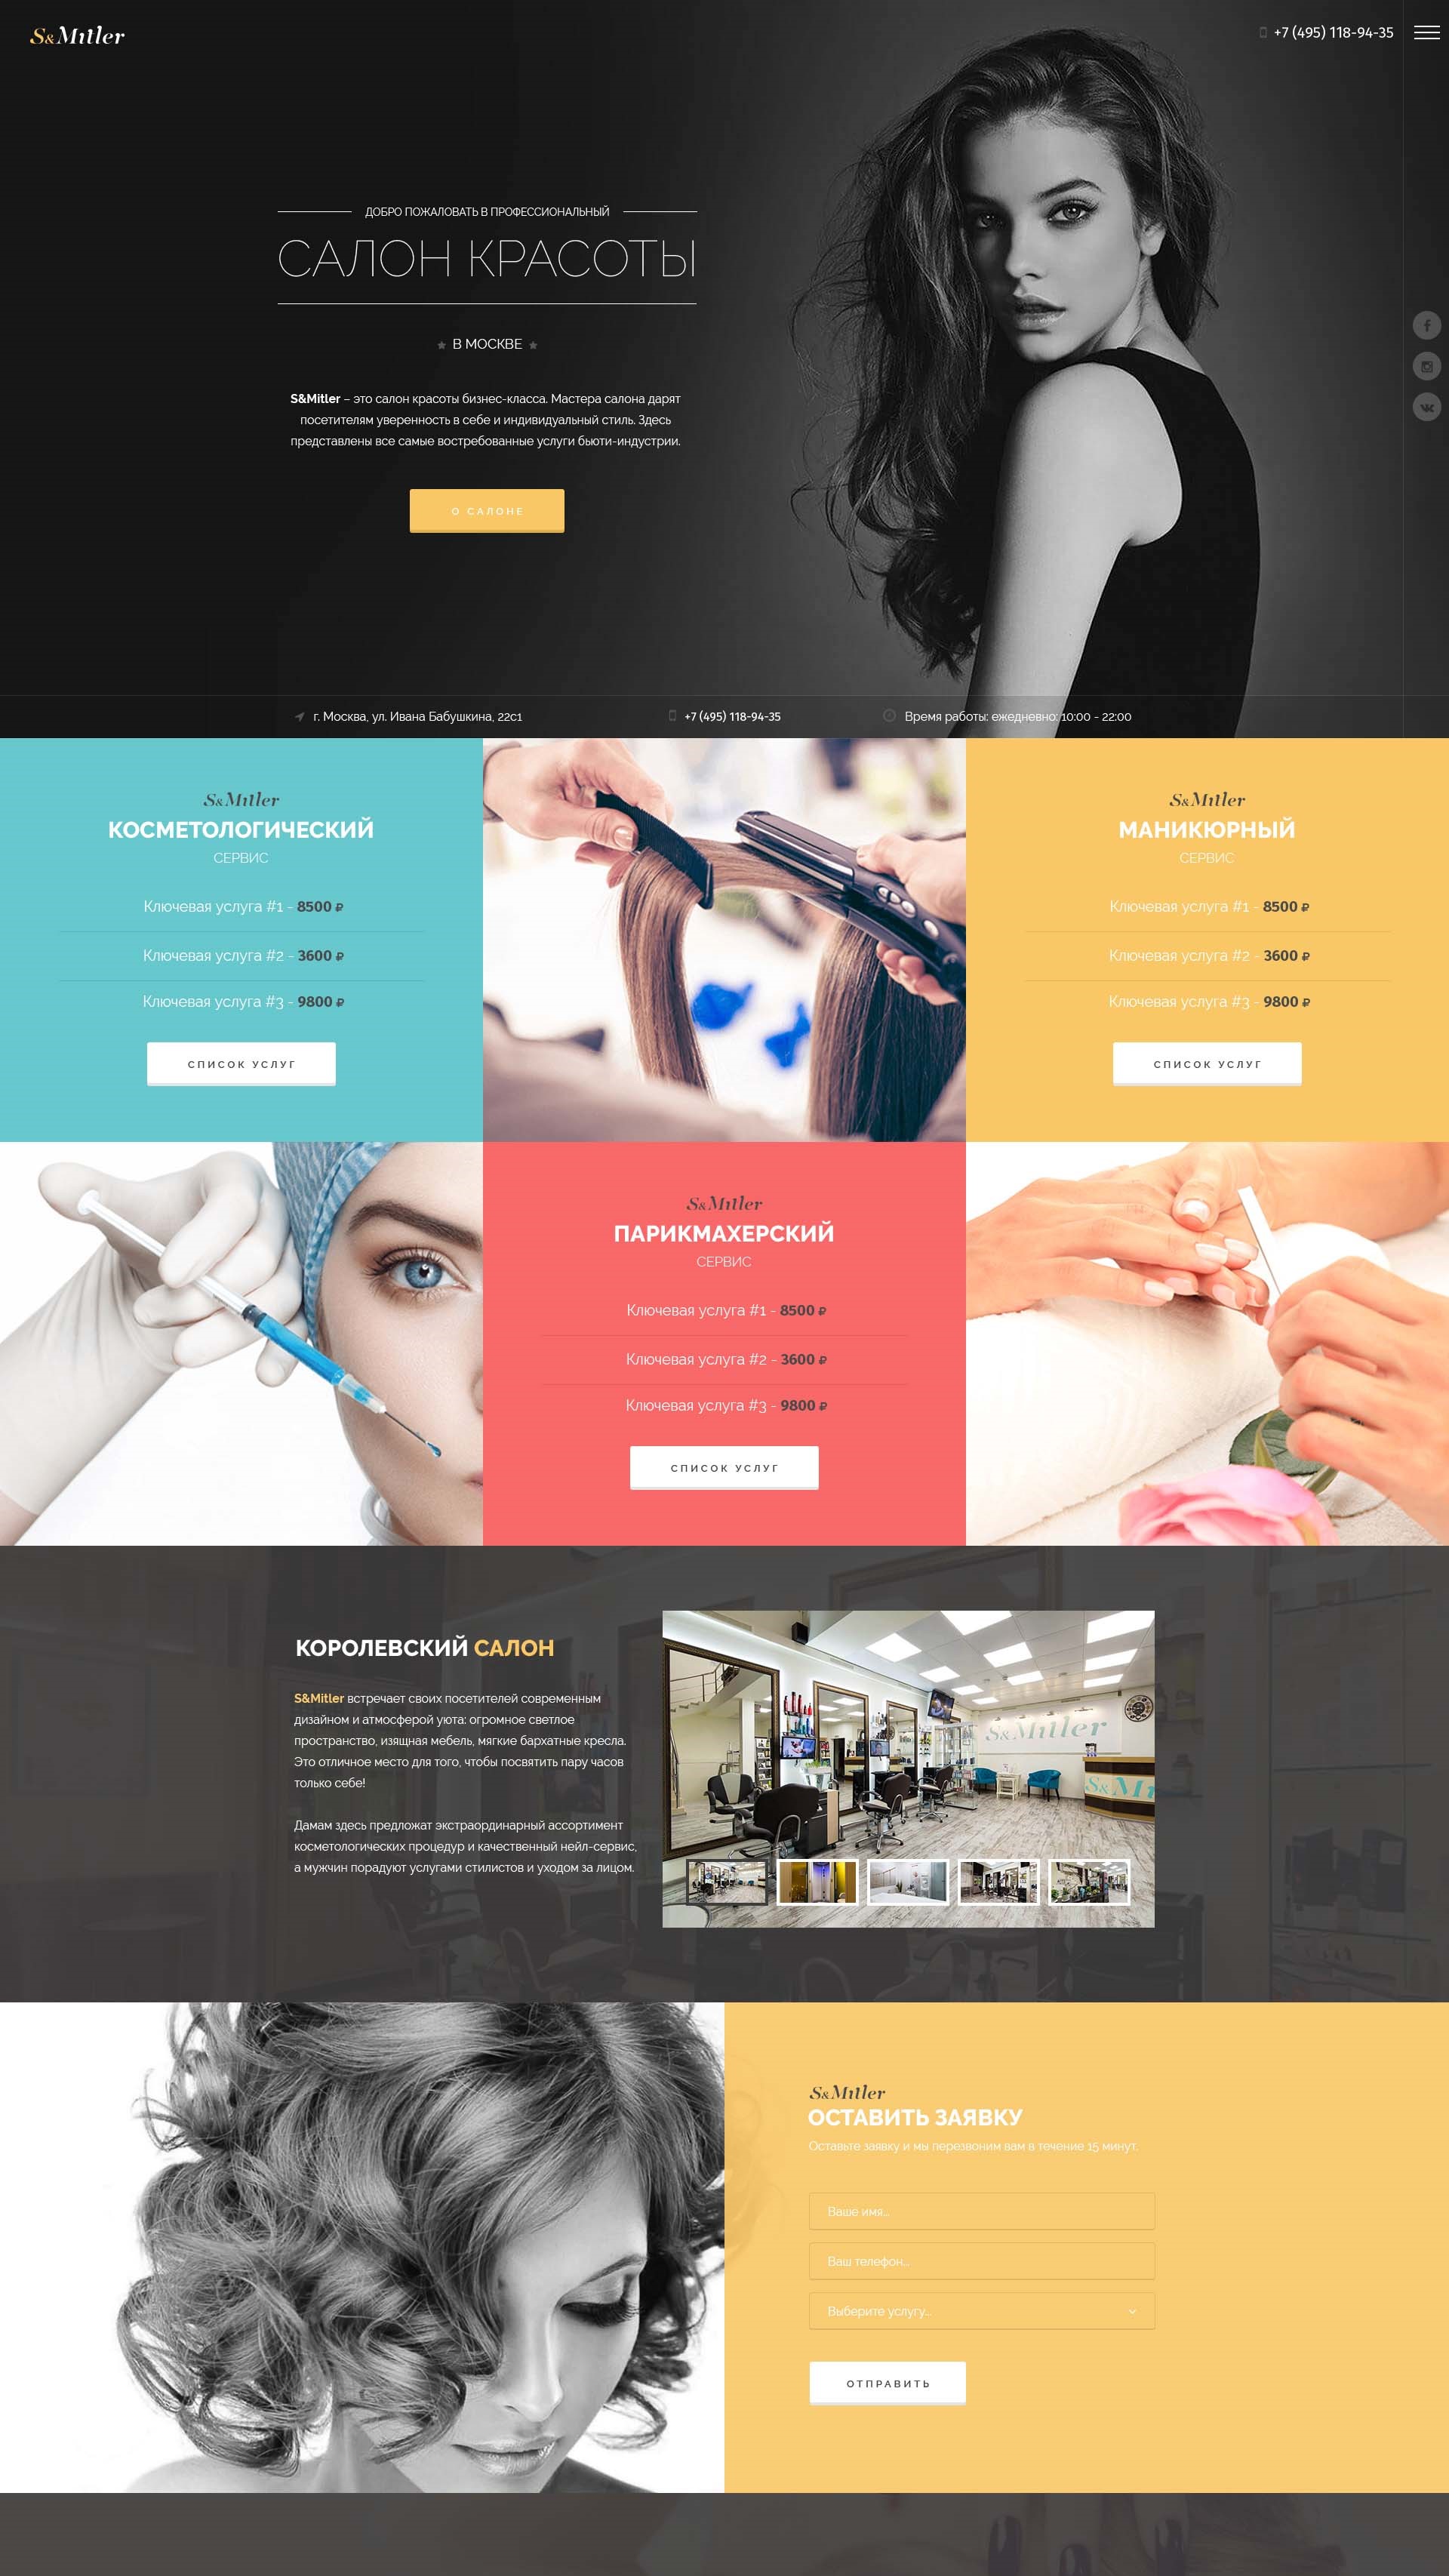 S&Mitler
+7 (495) 118-94-35
ДОБРО ПОЖАЛОВАТЬ В ПРОФЕССИОНАЛЬНЫЙ
САЛОН КРАСОТЫ
В МОСКВЕ
S&Mitler – это салон красоты бизнес-класса. Мастера салона дарят
посетителям уверенность в себе и индивидуальный стиль. Здесь
представлены все самые востребованные услуги бьюти-индустрии.
О САЛОНЕ
г. Москва, ул. Ивана Бабушкина, 22с1
+7 (495) 118-94-35
Время работы: ежедневно: 10:00 - 22:00
S&Mitler
КОСМЕТОЛОГИЧЕСКИЙ
СЕРВИС
Ключевая услуга #1 - 8500 ₽
Ключевая услуга #2 - 3600 ₽
Ключевая услуга #3 - 9800 ₽
СПИСОК УСЛУГ
S&Mitler
МАНИКЮРНЫЙ
СЕРВИС
Ключевая услуга #1 - 8500 ₽
Ключевая услуга #2 - 3600 ₽
Ключевая услуга #3 - 9800 ₽
СПИСОК УСЛУГ
S&Mitler
ПАРИКМАХЕРСКИЙ
СЕРВИС
Ключевая услуга #1 - 8500 ₽
Ключевая услуга #2 - 3600 ₽
Ключевая услуга #3 - 9800 ₽
СПИСОК УСЛУГ
КОРОЛЕВСКИЙ САЛОН
S&Mitler встречает своих посетителей современным
дизайном и атмосферой уюта: огромное светлое
пространство, изящная мебель, мягкие бархатные кресла.
Это отличное место для того, чтобы посвятить пару часов
только себе!
Дамам здесь предложат экстраординарный ассортимент
косметологических процедур и качественный нейл-сервис,
а мужчин порадуют услугами стилистов и уходом за лицом.
S&Mitler
S&Mi
S&Mitler
ОСТАВИТЬ ЗАЯВКУ
Оставьте заявку и мы перезвоним вам в течение 15 минут.
Ваше имя...
Ваш телефон...
Выберите услугу...
ОТПРАВИТЬ